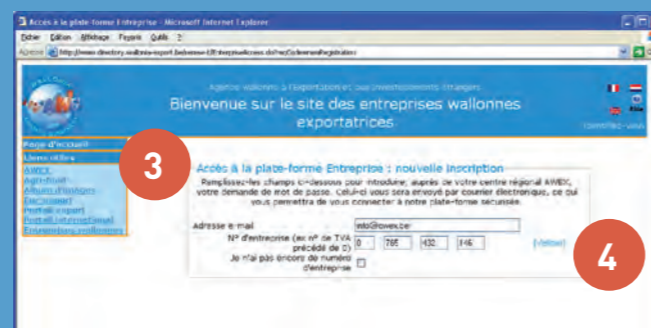 Accès à la plate-forme Entreprise - Microsoft Internet Explorer
Fichier Edition Affichage Favoris Outils ?
Agence wallonne à l'Exportation et aux Investissements étrangers
Bienvenue sur le site des entreprises wallonnes
exportatrices
Page d'accueil
Liens utiles
AWEX
Portail export
Portail international
Entreprises wallonnes
3
Accès à la plate-forme Entreprise : nouvelle inscription
Remplissez les champs ci-dessous pour introduire, auprès de votre centre régional AWEX,
votre demande de mot de passe. Celui-ci vous sera envoyé par courrier électronique, ce qui
vous permettra de vous connecter à notre plate-forme sécurisée.
Adresse e-mail info@awex.be
N° d'entreprise (ex n° de TVA
précédé de 0) 0 765 432 146
[Valider]
Je n'ai pas encore de numéro
d'entreprise
4